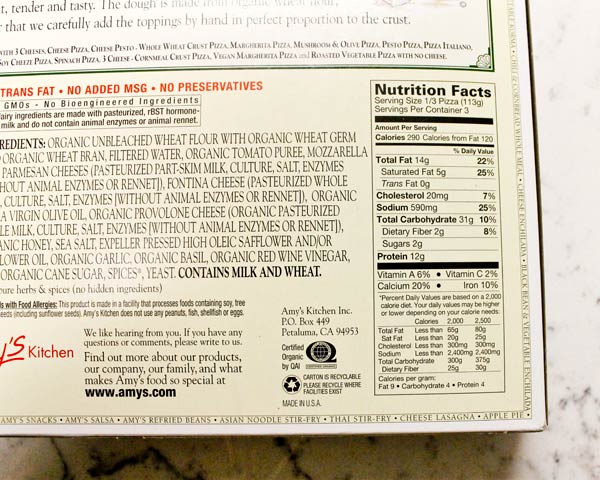 t, tender and tasty. The dough is made from organic wheat flour,
r that we carefully add the toppings by hand in perfect proportion to the crust.
WITH 3 CHEESES, CHEESE PIZZA, CHEESE PESTO - WHOLE WHEAT CRUST PIZZA, MARGHERITA PIZZA, MUSHROOM & OLIVE PIZZA, PESTO PIZZA, PIZZA ITALIANO,
SOY CHEEZE PIZZA, SPINACH PIZZA, 3 CHEESE - CORNMEAL CRUST PIZZA, VEGAN MARGHERITA PIZZA and ROASTED VEGETABLE PIZZA WITH NO CHEESE.
TRANS FAT • NO ADDED MSG • NO PRESERVATIVES
GMOs - No Bioengineered Ingredients
airy ingredients are made with pasteurized, rBST hormone-
milk and do not contain animal enzymes or animal rennet.
REDIENTS: ORGANIC UNBLEACHED WHEAT FLOUR WITH ORGANIC WHEAT GERM
ORGANIC WHEAT BRAN, FILTERED WATER, ORGANIC TOMATO PUREE, MOZZARELLA
PARMESAN CHEESES (PASTEURIZED PART-SKIM MILK, CULTURE, SALT, ENZYMES
HOUT ANIMAL ENZYMES OR RENNET]), FONTINA CHEESE (PASTEURIZED WHOLE
, CULTURE, SALT, ENZYMES [WITHOUT ANIMAL ENZYMES OR RENNET]), ORGANIC
A VIRGIN OLIVE OIL, ORGANIC PROVOLONE CHEESE (ORGANIC PASTEURIZED
LE MILK, CULTURE, SALT, ENZYMES [WITHOUT ANIMAL ENZYMES OR RENNET]),
ANIC HONEY, SEA SALT, EXPELLER PRESSED HIGH OLEIC SAFFLOWER AND/OR
LOWER OIL, ORGANIC GARLIC, ORGANIC BASIL, ORGANIC RED WINE VINEGAR,
ORGANIC CANE SUGAR, SPICES*, YEAST. CONTAINS MILK AND WHEAT.
pure herbs & spices (no hidden ingredients)
ls with Food Allergies: This product is made in a facility that processes foods containing soy, tree
seeds (including sunflower seeds). Amy's Kitchen does not use any peanuts, fish, shellfish or eggs.
y's Kitchen
We like hearing from you. If you have any
questions or comments, please write to us.
Find out more about our products,
our company, our family, and what
makes Amy's food so special at
www.amys.com
Amy's Kitchen Inc.
P.O. Box 449
Petaluma, CA 94953
Certified
Organic
by QAI
CARTON IS RECYCLABLE
PLEASE RECYCLE WHERE
FACILITIES EXIST
MADE IN U.S.A.
Nutrition Facts
Serving Size 1/3 Pizza (113g)
Servings Per Container 3
Amount Per Serving
Calories 290 Calories from Fat 120
% Daily Value
Total Fat 14g 22%
Saturated Fat 5g 25%
Trans Fat 0g
Cholesterol 20mg 7%
Sodium 590mg 25%
Total Carbohydrate 31g 10%
Dietary Fiber 2g 8%
Sugars 2g
Protein 12g
Vitamin A 6% • Vitamin C 2%
Calcium 20% • Iron 10%
*Percent Daily Values are based on a 2,000
calorie diet. Your daily values may be higher
or lower depending on your calorie needs:
Calories 2,000 2,500
Total Fat Less than 65g 80g
Sat Fat Less than 20g 25g
Cholesterol Less than 300mg 300mg
Sodium Less than 2,400mg 2,400mg
Total Carbohydrate 300g 375g
Dietary Fiber 25g 30g
Calories per gram:
Fat 9 • Carbohydrate 4 • Protein 4
AMY'S SNACKS • AMY'S SALSA • AMY'S REFRIED BEANS • ASIAN NOODLE STIR-FRY • THAI STIR-FRY • CHEESE LASAGNA • APPLE PIE •
BLACK BEAN & VEGETABLE ENCHILADA • CHEESE ENCHILADA • CHILI & CORNBREAD WHOLE MEAL • TABLE KORMA